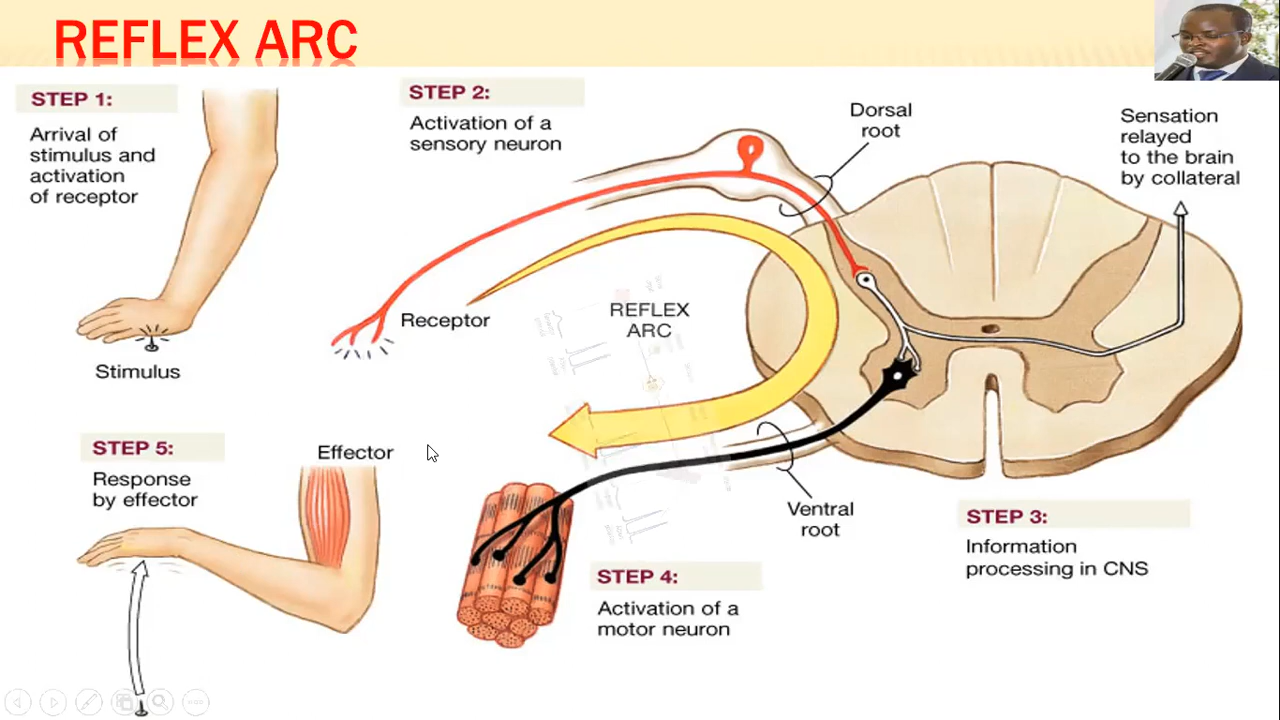 REFLEX ARC
STEP 1:
Arrival of
stimulus and
activation
of receptor
Stimulus
STEP 2:
Activation of a
sensory neuron
Dorsal
root
Sensation
relayed
to the brain
by collateral
Receptor
REFLEX
ARC
STEP 5:
Response
by effector
Effector
Ventral
root
STEP 3:
Information
processing in CNS
STEP 4:
Activation of a
motor neuron